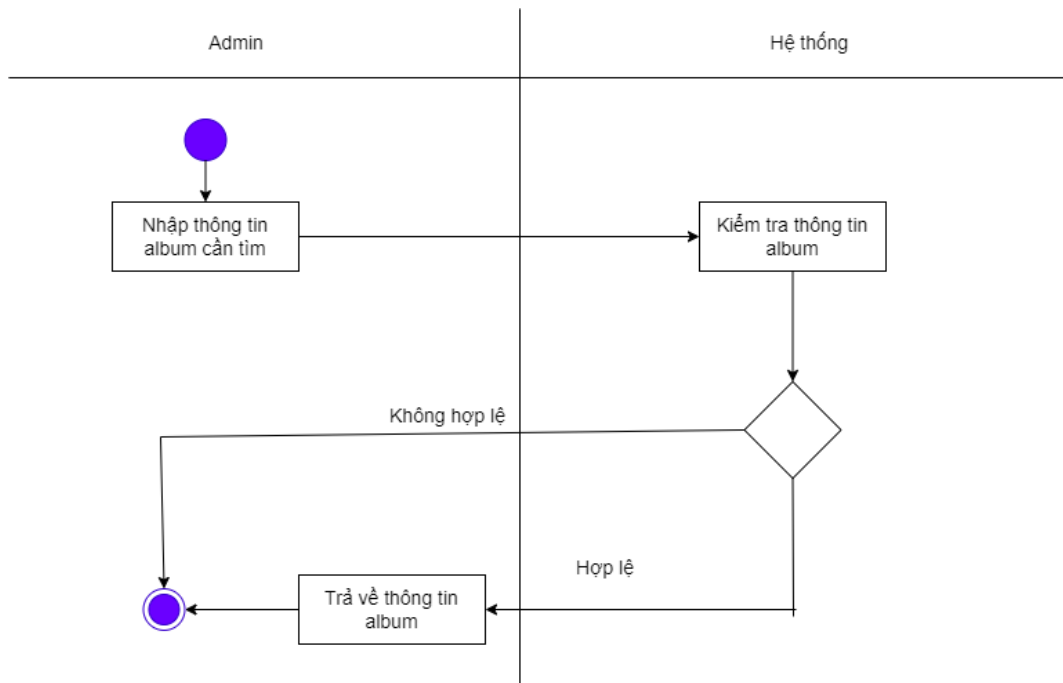 Admin
Hệ thống
Nhập thông tin
album cần tìm
Kiểm tra thông tin
album
Không hợp lệ
Hợp lệ
Trả về thông tin
album